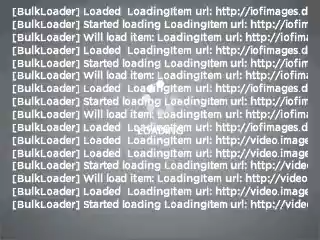 [BulkLoader] Loaded LoadingItem url: http://iofimages.d
[BulkLoader] Started loading LoadingItem url: http://iofim
[BulkLoader] Will load item: LoadingItem url: http://iofima
[BulkLoader] Loaded LoadingItem url: http://iofimages.d
[BulkLoader] Started loading LoadingItem url: http://iofim
[BulkLoader] Will load item: LoadingItem url: http://iofima
[BulkLoader] Loaded LoadingItem url: http://iofimages.d
[BulkLoader] Started loading LoadingItem url: http://iofim
[BulkLoader] Will load item: LoadingItem url: http://iofima
[BulkLoader] Loaded LoadingItem url: http://iofimages.d
LOADING
[BulkLoader] Loaded LoadingItem url: http://video.image
[BulkLoader] Loaded LoadingItem url: http://video.image
[BulkLoader] Started loading LoadingItem url: http://vide
[BulkLoader] Will load item: LoadingItem url: http://video
[BulkLoader] Loaded LoadingItem url: http://video.image
[BulkLoader] Started loading LoadingItem url: http://vide